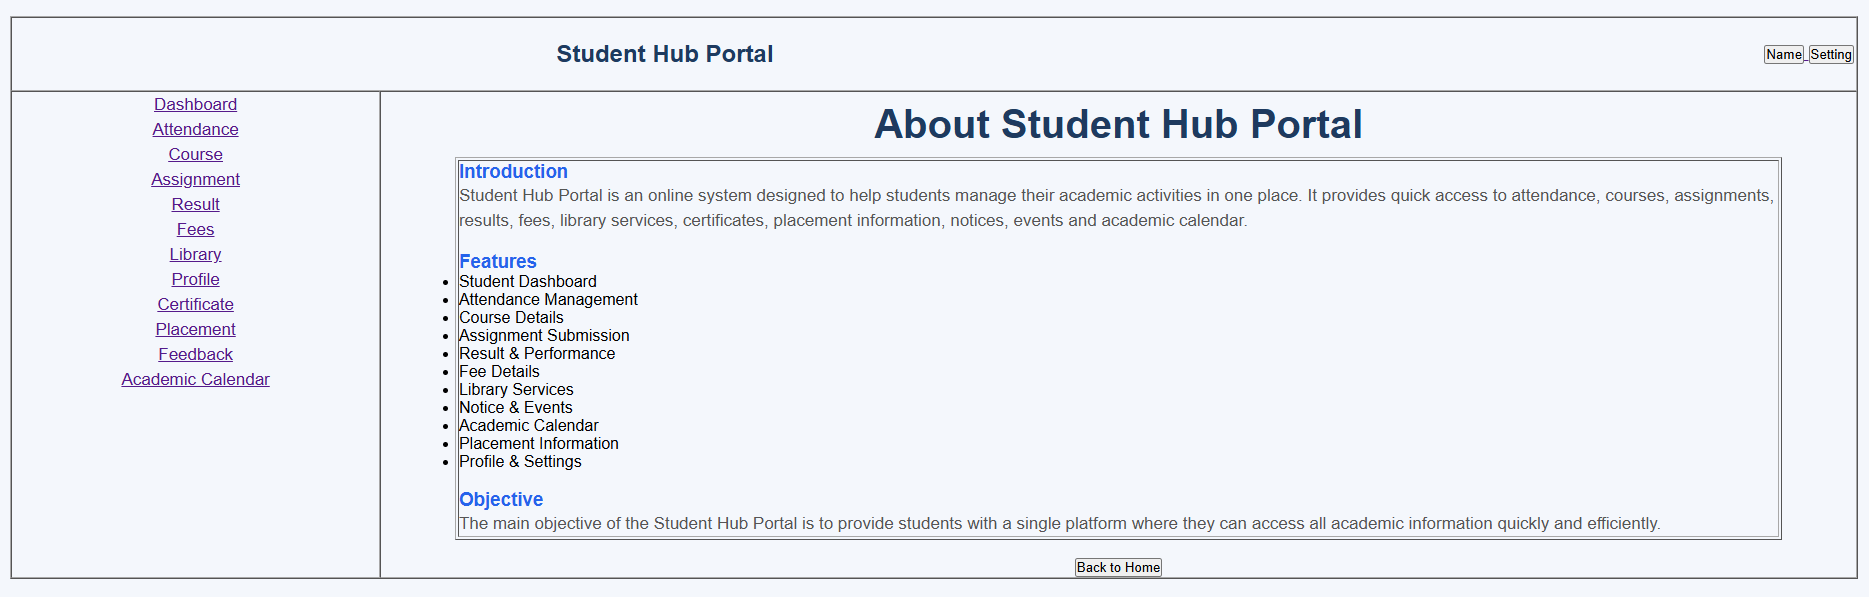 Student Hub Portal
Name Setting
Dashboard
Attendance
Course
Assignment
Result
Fees
Library
Profile
Certificate
Placement
Feedback
Academic Calendar
About Student Hub Portal
Introduction
Student Hub Portal is an online system designed to help students manage their academic activities in one place. It provides quick access to attendance, courses, assignments,
results, fees, library services, certificates, placement information, notices, events and academic calendar.
Features
Student Dashboard
Attendance Management
Course Details
Assignment Submission
Result & Performance
Fee Details
Library Services
Notice & Events
Academic Calendar
Placement Information
Profile & Settings
Objective
The main objective of the Student Hub Portal is to provide students with a single platform where they can access all academic information quickly and efficiently.
Back to Home